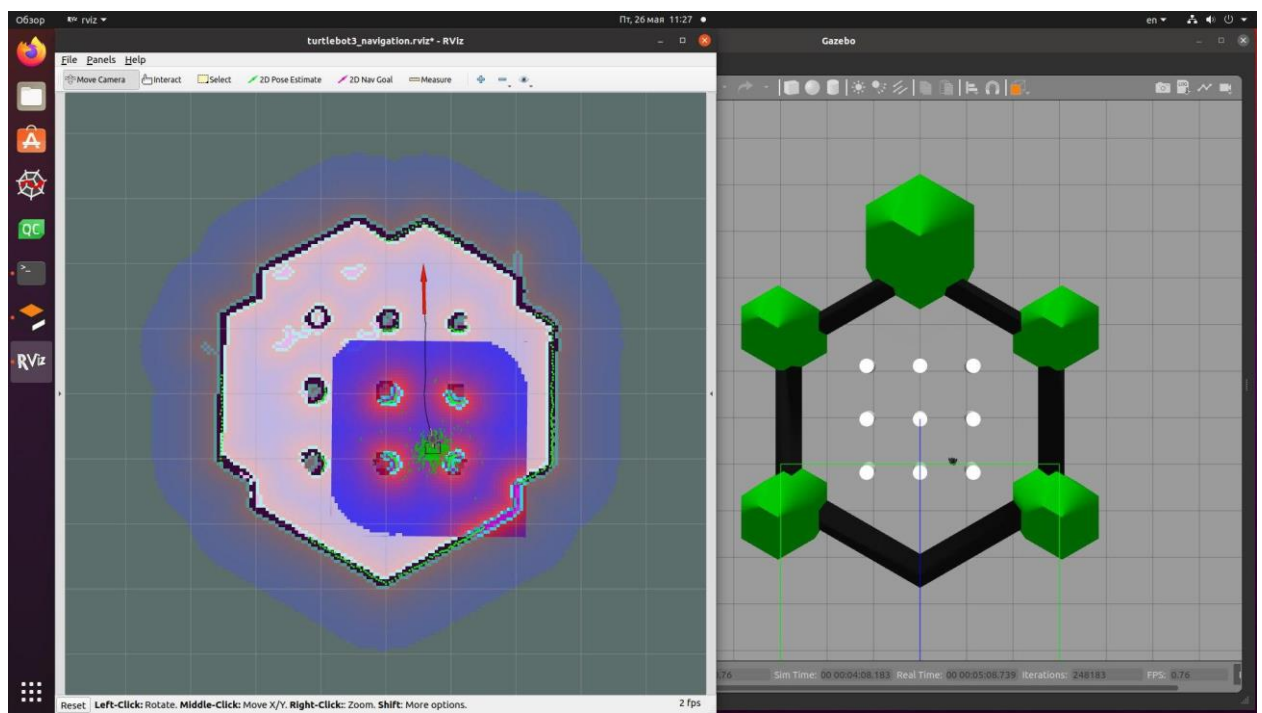 Обзор
RViz rviz
Пт, 26 мая 11:27
en
turtlebot3_navigation.rviz* - RViz
Gazebo
File Panels Help
Move Camera Interact Select 2D Pose Estimate 2D Nav Goal Measure
QC
>_
RViz
Sim Time: 00 00:04:08.183 Real Time: 00 00:05:08.739 Iterations: 248183 FPS: 0.76
Reset Left-Click: Rotate. Middle-Click: Move X/Y. Right-Click:: Zoom. Shift: More options. 2 fps